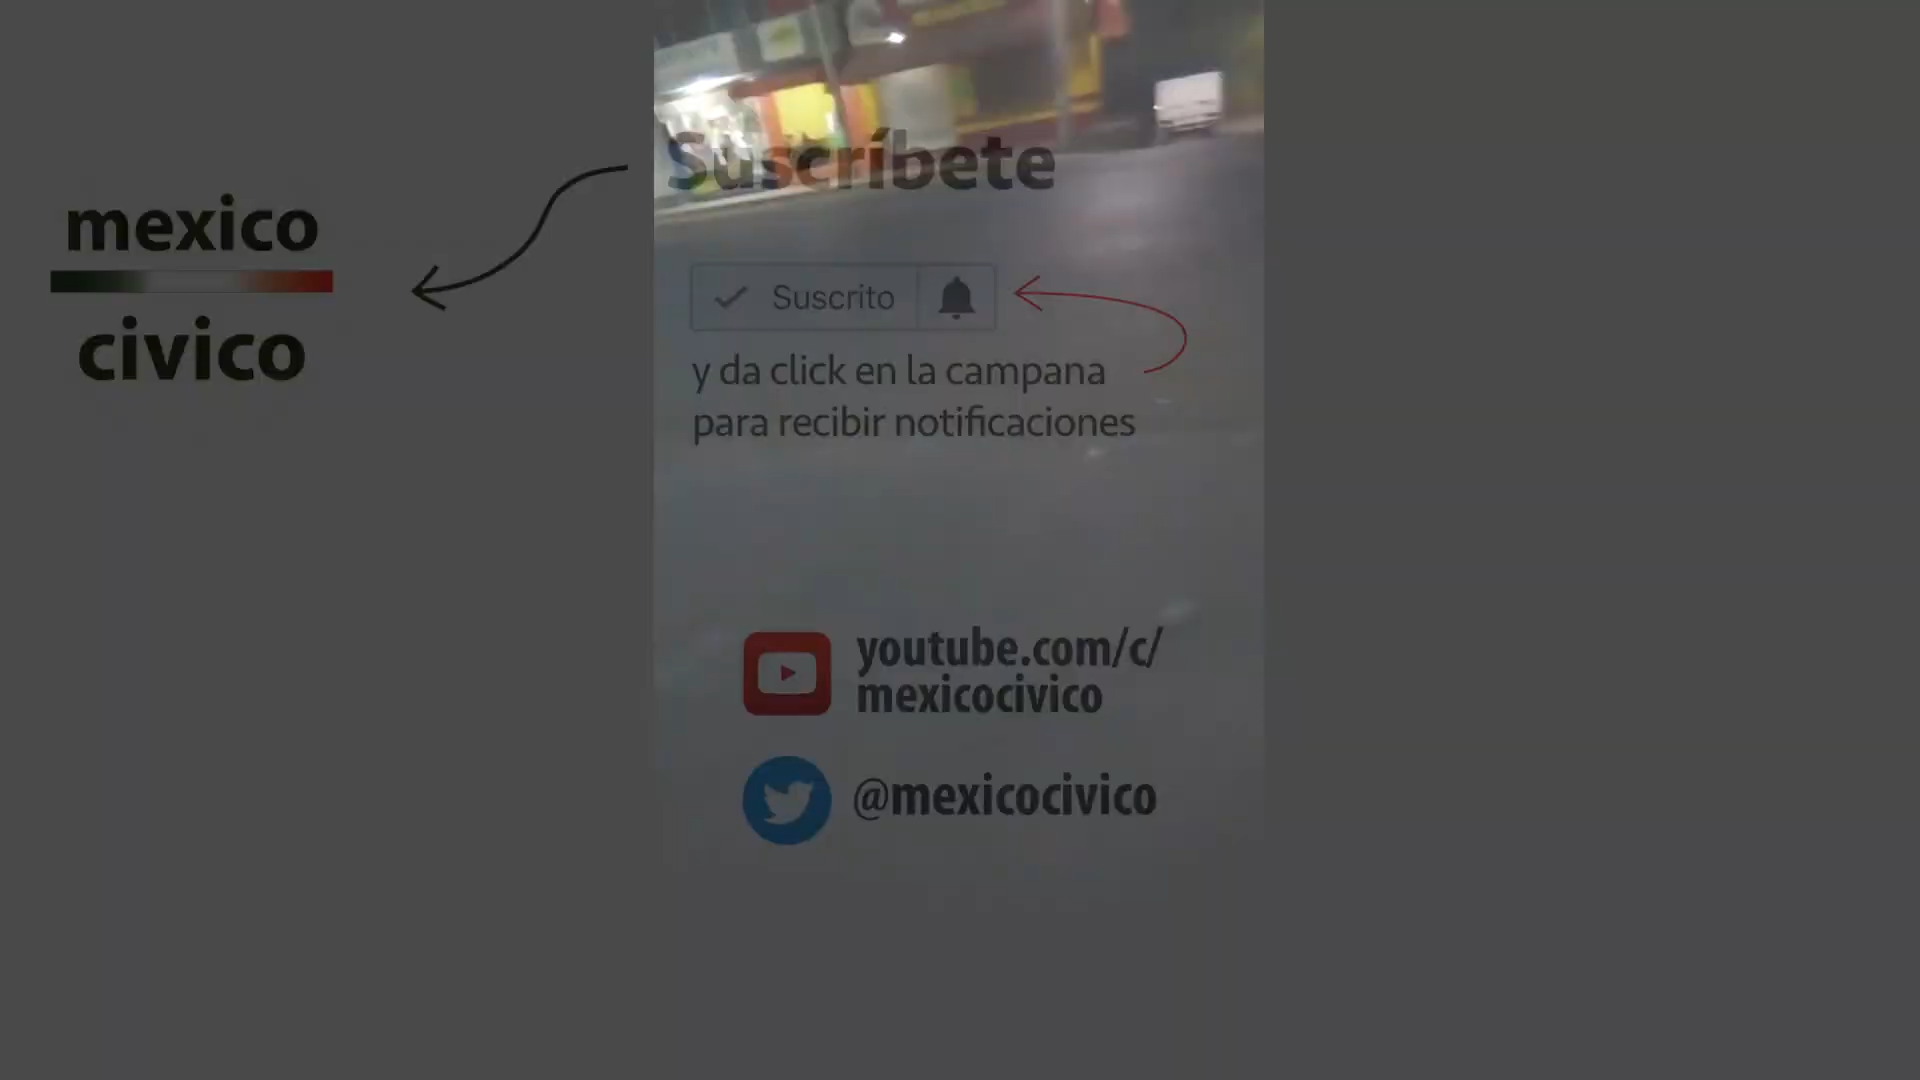 mexico
civico
Suscríbete
Suscrito
y da click en la campana
para recibir notificaciones
youtube.com/c/
mexicocivico
@mexicocivico